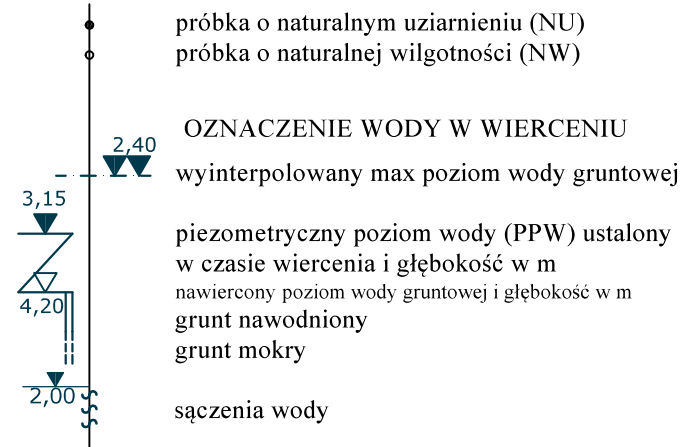 próbka o naturalnym uziarnieniu (NU)
próbka o naturalnej wilgotności (NW)
OZNACZENIE WODY W WIERCENIU
2,40
wyinterpolowany max poziom wody gruntowej
3,15
piezometryczny poziom wody (PPW) ustalony
w czasie wiercenia i głębokość w m
nawiercony poziom wody gruntowej i głębokość w m
4,20
grunt nawodniony
grunt mokry
2,00
sączenia wody